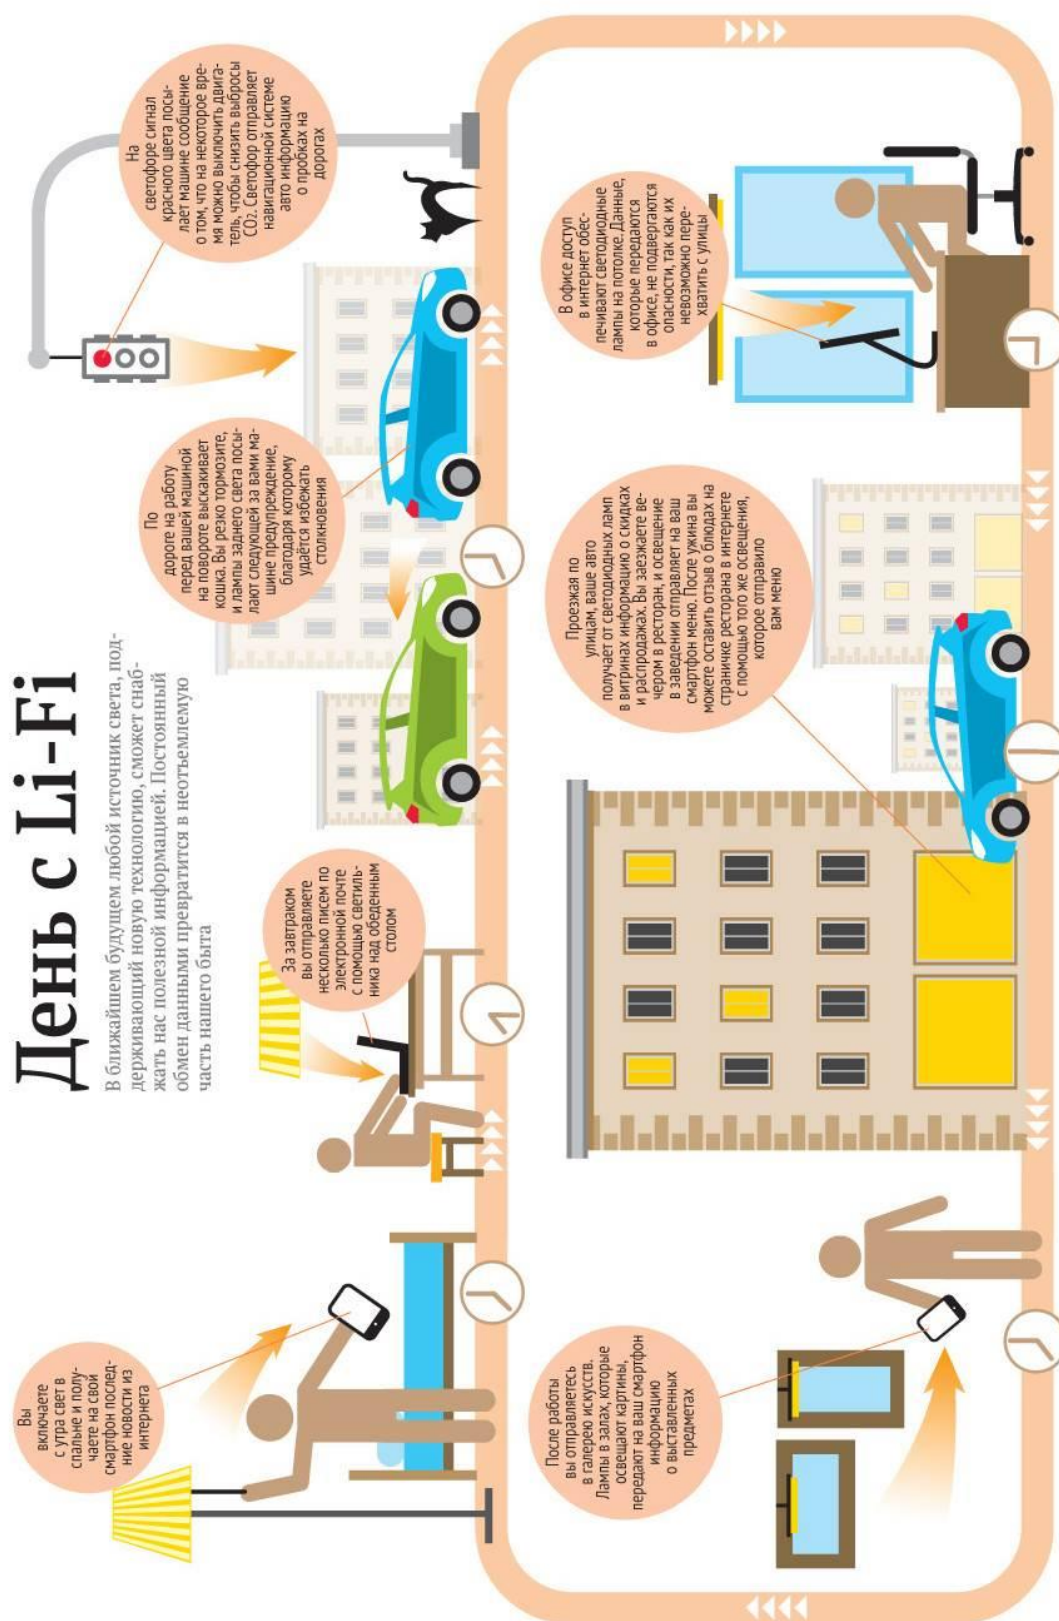 День с Li-Fi
В ближайшем будущем любой источник света, под-
держивающий новую технологию, сможет снаб-
жать нас полезной информацией. Постоянный
обмен данными превратится в неотъемлемую
часть нашего быта
Вы
включаете
с утра свет в
спальне и полу-
чаете на свой
смартфон послед-
ние новости из
интернета
За завтраком
вы отправляете
несколько писем по
электронной почте
с помощью светиль-
ника над обеденным
столом
По
дороге на работу
перед вашей машиной
на повороте выскакивает
кошка. Вы резко тормозите,
и лампы заднего света посы-
лают следующей за вами ма-
шине предупреждение,
благодаря которому
удаётся избежать
столкновения
На
светофоре сигнал
красного цвета посы-
лает машине сообщение
о том, что на некоторое вре-
мя можно выключить двига-
тель, чтобы снизить выбросы
CO2. Светофор отправляет
навигационной системе
авто информацию
о пробках на
дорогах
В офисе доступ
в интернет обес-
печивают светодиодные
лампы на потолке. Данные,
которые передаются
в офисе, не подвергаются
опасности, так как их
невозможно пере-
хватить с улицы
Проезжая по
улицам, ваше авто
получает от светодиодных ламп
в витринах информацию о скидках
и распродажах. Вы заезжаете ве-
чером в ресторан, и освещение
в заведении отправляет на ваш
смартфон меню. После ужина вы
можете оставить отзыв о блюдах на
страничке ресторана в интернете
с помощью того же освещения,
которое отправило
вам меню
После работы
вы отправляетесь
в галерею искусств.
Лампы в залах, которые
освещают картины,
передают на ваш смартфон
информацию
о выставленных
предметах